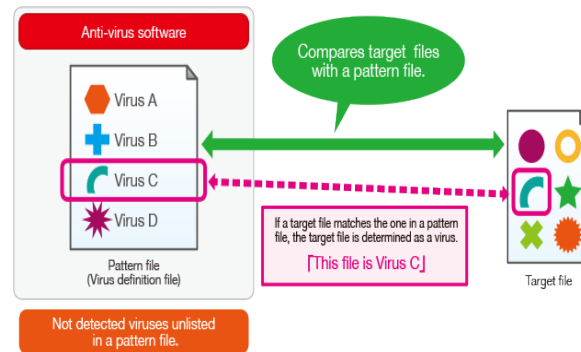 Anti-virus software
Compares target files
with a pattern file.
Virus A
Virus B
Virus C
Virus D
If a target file matches the one in a pattern
file, the target file is determined as a virus.
「This file is Virus C」
Pattern file
(Virus definition file)
Target file
Not detected viruses unlisted
in a pattern file.